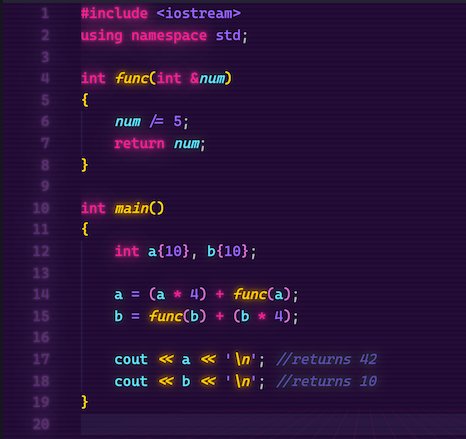 1 #include <iostream>
2 using namespace std;
3
4 int func(int &num)
5 {
6 num /= 5;
7 return num;
8 }
9
10 int main()
11 {
12 int a{10}, b{10};
13
14 a = (a * 4) + func(a);
15 b = func(b) + (b * 4);
16
17 cout << a << '\n'; //returns 42
18 cout << b << '\n'; //returns 10
19 }
20